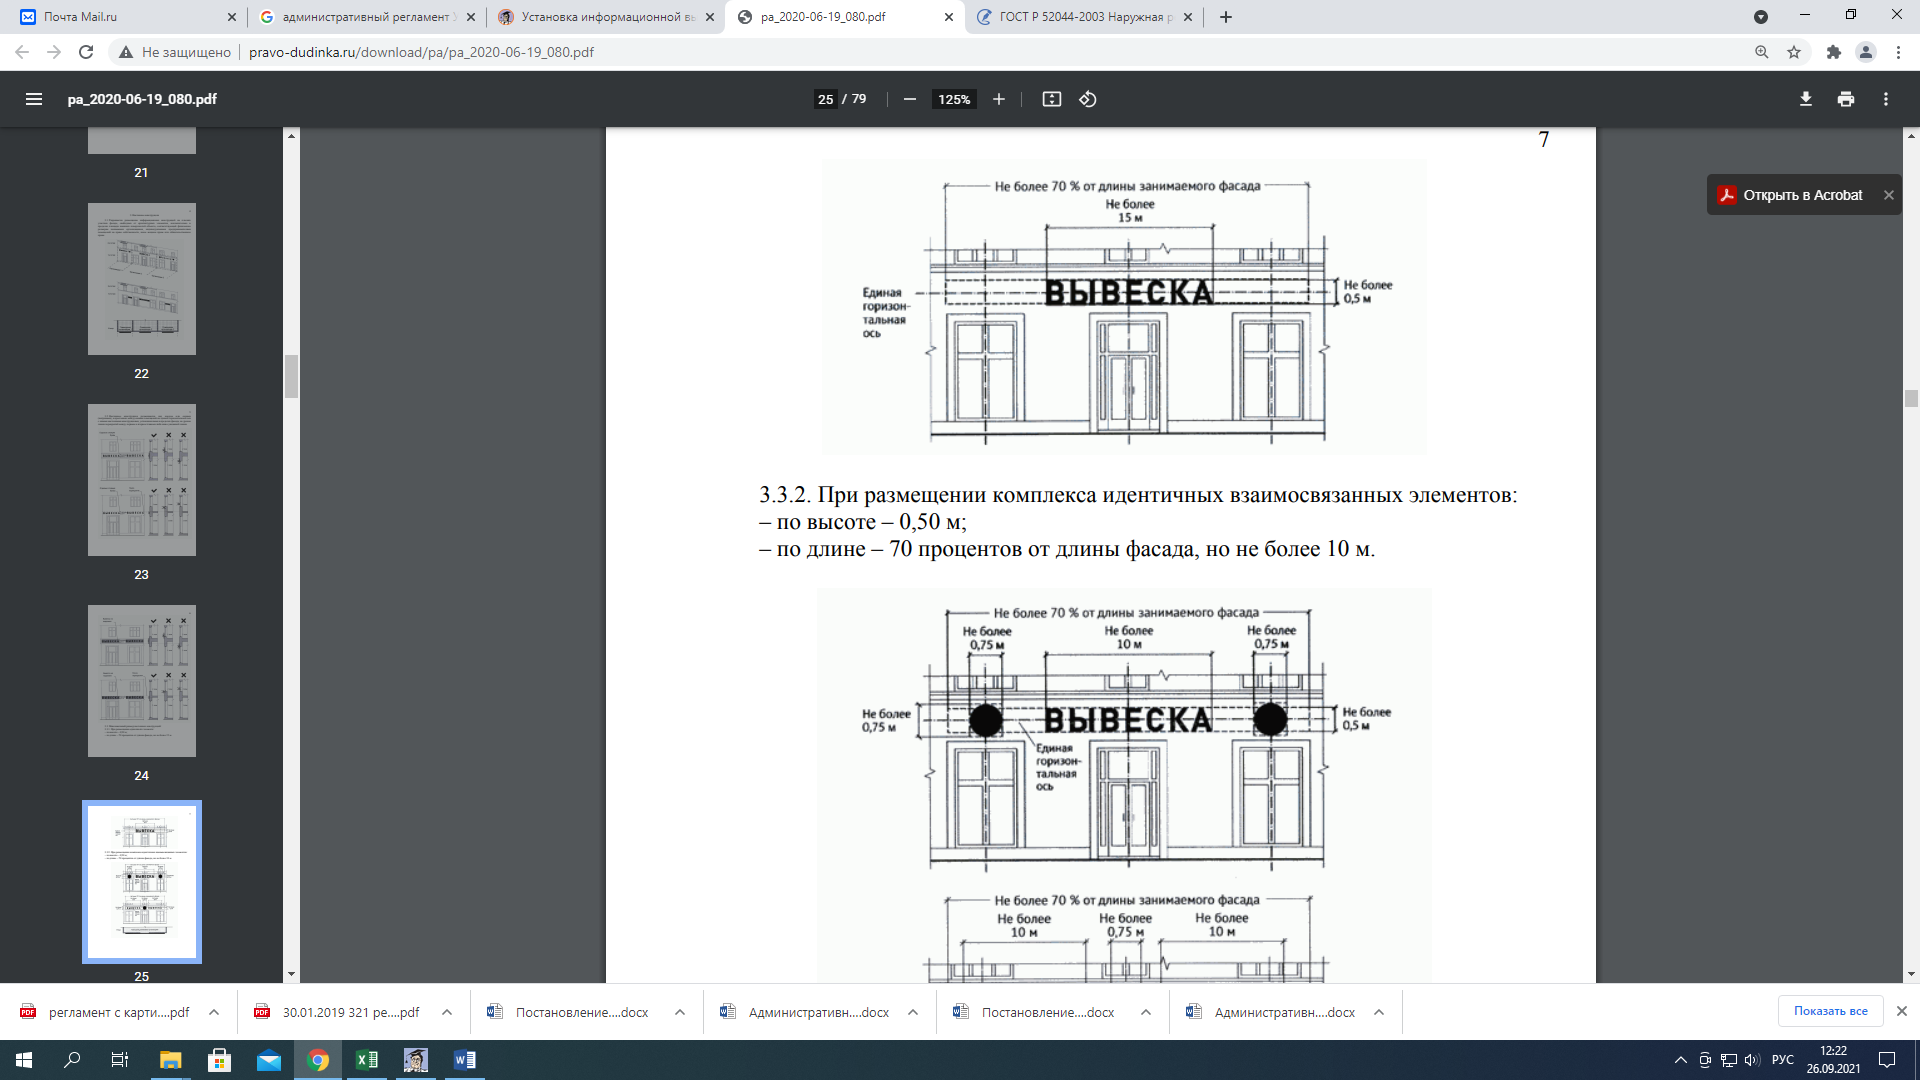 Почта Mail.ru
административный регламент
Установка информационной вы
pa_2020-06-19_080.pdf
ГОСТ Р 52044-2003 Наружная р
Не защищено
pravo-dudinka.ru/download/pa/pa_2020-06-19_080.pdf
pa_2020-06-19_080.pdf
25 / 79
125%
Открыть в Acrobat
21
22
23
24
25
7
Не более 70 % от длины занимаемого фасада
Не более
15 м
Единая
горизон-
тальная
ось
ВЫВЕСКА
Не более
0,5 м
3.3.2. При размещении комплекса идентичных взаимосвязанных элементов:
– по высоте – 0,50 м;
– по длине – 70 процентов от длины фасада, но не более 10 м.
Не более 70 % от длины занимаемого фасада
Не более
0,75 м
Не более
10 м
Не более
0,75 м
Не более
0,75 м
ВЫВЕСКА
Не более
0,5 м
Единая
горизон-
тальная
ось
Не более 70 % от длины занимаемого фасада
Не более
10 м
Не более
0,75 м
Не более
10 м
регламент с карти....pdf
30.01.2019 321 ре....pdf
Постановление....docx
Административн....docx
Постановление....docx
Административн....docx
Показать все
РУС
12:22
26.09.2021